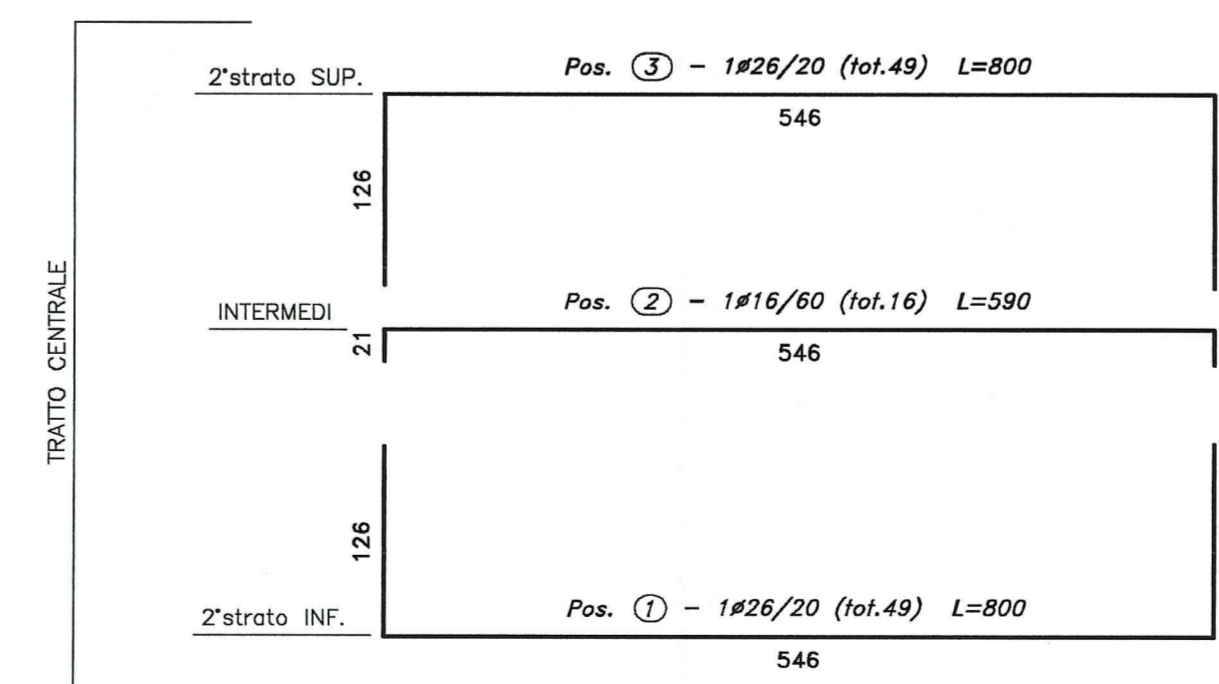 2°strato SUP.
Pos. 3 – 1ø26/20 (tot.49) L=800
546
126
TRATTO CENTRALE
INTERMEDI
Pos. 2 – 1ø16/60 (tot.16) L=590
21
546
126
2°strato INF.
Pos. 1 – 1ø26/20 (tot.49) L=800
546